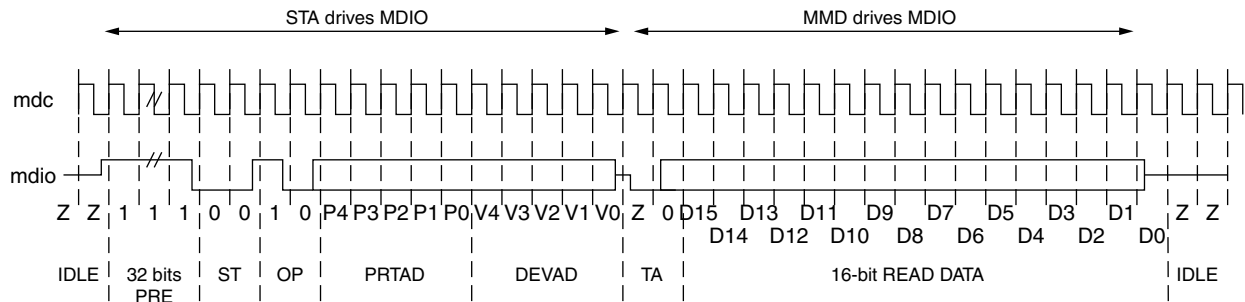 STA drives MDIO MMD drives MDIO
mdc
mdio
Z Z 1 1 1 0 0 1 0 P4 P3 P2 P1 P0 V4 V3 V2 V1 V0 Z 0 D15 D13 D11 D9 D7 D5 D3 D1 Z Z
D14 D12 D10 D8 D6 D4 D2 D0
IDLE 32 bits ST OP PRTAD DEVAD TA 16-bit READ DATA IDLE
PRE